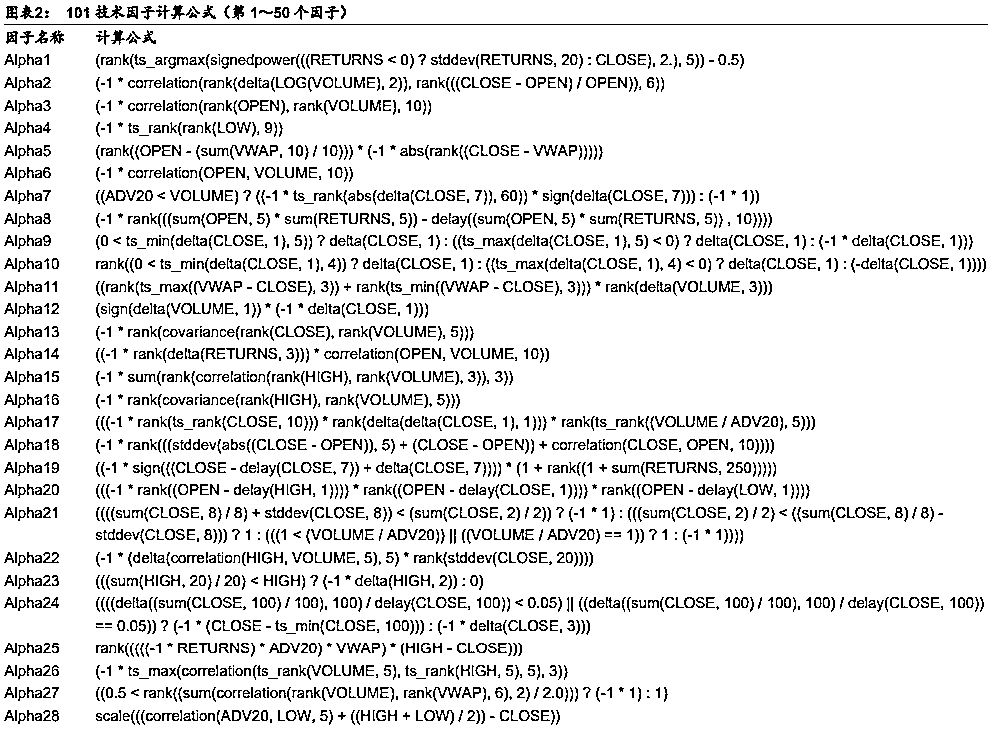 图表2： 101 技术因子计算公式（第 1～50 个因子）
因子名称 计算公式
Alpha1 (rank(ts_argmax(signedpower(((RETURNS < 0) ? stddev(RETURNS, 20) : CLOSE), 2.), 5)) - 0.5)
Alpha2 (-1 * correlation(rank(delta(LOG(VOLUME), 2)), rank(((CLOSE - OPEN) / OPEN)), 6))
Alpha3 (-1 * correlation(rank(OPEN), rank(VOLUME), 10))
Alpha4 (-1 * ts_rank(rank(LOW), 9))
Alpha5 (rank((OPEN - (sum(VWAP, 10) / 10))) * (-1 * abs(rank((CLOSE - VWAP)))))
Alpha6 (-1 * correlation(OPEN, VOLUME, 10))
Alpha7 ((ADV20 < VOLUME) ? ((-1 * ts_rank(abs(delta(CLOSE, 7)), 60)) * sign(delta(CLOSE, 7))) : (-1 * 1))
Alpha8 (-1 * rank(((sum(OPEN, 5) * sum(RETURNS, 5)) - delay((sum(OPEN, 5) * sum(RETURNS, 5)) , 10))))
Alpha9 (0 < ts_min(delta(CLOSE, 1), 5)) ? delta(CLOSE, 1) : ((ts_max(delta(CLOSE, 1), 5) < 0) ? delta(CLOSE, 1) : (-1 * delta(CLOSE, 1)))
Alpha10 rank((0 < ts_min(delta(CLOSE, 1), 4)) ? delta(CLOSE, 1) : ((ts_max(delta(CLOSE, 1), 4) < 0) ? delta(CLOSE, 1) : (-delta(CLOSE, 1))))
Alpha11 ((rank(ts_max((VWAP - CLOSE), 3)) + rank(ts_min((VWAP - CLOSE), 3))) * rank(delta(VOLUME, 3)))
Alpha12 (sign(delta(VOLUME, 1)) * (-1 * delta(CLOSE, 1)))
Alpha13 (-1 * rank(covariance(rank(CLOSE), rank(VOLUME), 5)))
Alpha14 ((-1 * rank(delta(RETURNS, 3))) * correlation(OPEN, VOLUME, 10))
Alpha15 (-1 * sum(rank(correlation(rank(HIGH), rank(VOLUME), 3)), 3))
Alpha16 (-1 * rank(covariance(rank(HIGH), rank(VOLUME), 5)))
Alpha17 (((-1 * rank(ts_rank(CLOSE, 10))) * rank(delta(delta(CLOSE, 1), 1))) * rank(ts_rank((VOLUME / ADV20), 5)))
Alpha18 (-1 * rank(((stddev(abs((CLOSE - OPEN)), 5) + (CLOSE - OPEN)) + correlation(CLOSE, OPEN, 10))))
Alpha19 ((-1 * sign(((CLOSE - delay(CLOSE, 7)) + delta(CLOSE, 7)))) * (1 + rank((1 + sum(RETURNS, 250)))))
Alpha20 (((-1 * rank((OPEN - delay(HIGH, 1)))) * rank((OPEN - delay(CLOSE, 1)))) * rank((OPEN - delay(LOW, 1))))
Alpha21 ((((sum(CLOSE, 8) / 8) + stddev(CLOSE, 8)) < (sum(CLOSE, 2) / 2)) ? (-1 * 1) : (((sum(CLOSE, 2) / 2) < ((sum(CLOSE, 8) / 8) -
stddev(CLOSE, 8))) ? 1 : (((1 < (VOLUME / ADV20)) || ((VOLUME / ADV20) == 1)) ? 1 : (-1 * 1))))
Alpha22 (-1 * (delta(correlation(HIGH, VOLUME, 5), 5) * rank(stddev(CLOSE, 20))))
Alpha23 (((sum(HIGH, 20) / 20) < HIGH) ? (-1 * delta(HIGH, 2)) : 0)
Alpha24 ((((delta((sum(CLOSE, 100) / 100), 100) / delay(CLOSE, 100)) < 0.05) || ((delta((sum(CLOSE, 100) / 100), 100) / delay(CLOSE, 100))
== 0.05)) ? (-1 * (CLOSE - ts_min(CLOSE, 100))) : (-1 * delta(CLOSE, 3)))
Alpha25 rank(((((-1 * RETURNS) * ADV20) * VWAP) * (HIGH - CLOSE)))
Alpha26 (-1 * ts_max(correlation(ts_rank(VOLUME, 5), ts_rank(HIGH, 5), 5), 3))
Alpha27 ((0.5 < rank((sum(correlation(rank(VOLUME), rank(VWAP), 6), 2) / 2.0))) ? (-1 * 1) : 1)
Alpha28 scale(((correlation(ADV20, LOW, 5) + ((HIGH + LOW) / 2)) - CLOSE))